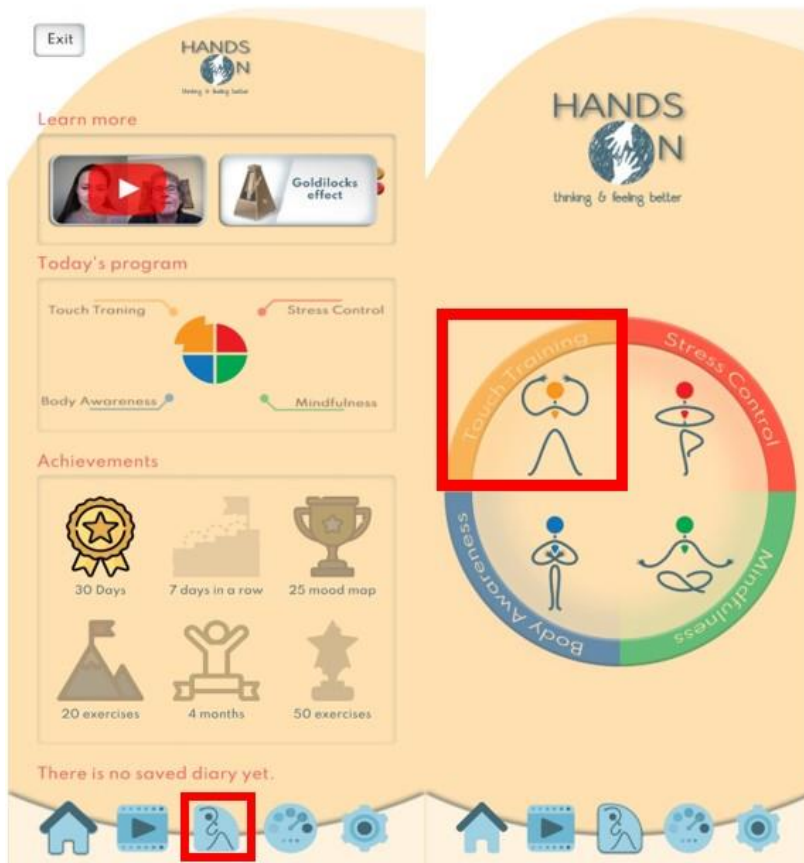 Exit
HANDS
ON
thinking & feeling better
Learn more
Goldilocks
effect
Today's program
Touch Traning
Stress Control
Body Awareness
Mindfulness
Achievements
30 Days
7 days in a row
25 mood map
20 exercises
4 months
50 exercises
There is no saved diary yet.
HANDS
ON
thinking & feeling better
Touch Training
Stress Control
Body Awareness
Mindfulness